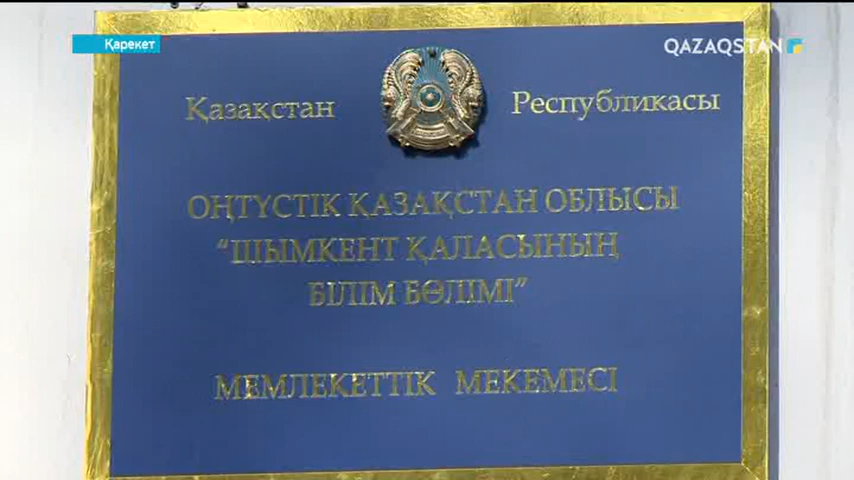 Қарекет
QAZAQSTAN
Қазақстан Республикасы
ОҢТҮСТІК ҚАЗАҚСТАН ОБЛЫСЫ
“ШЫМКЕНТ ҚАЛАСЫНЫҢ
БІЛІМ БӨЛІМІ”
МЕМЛЕКЕТТІК МЕКЕМЕСІ